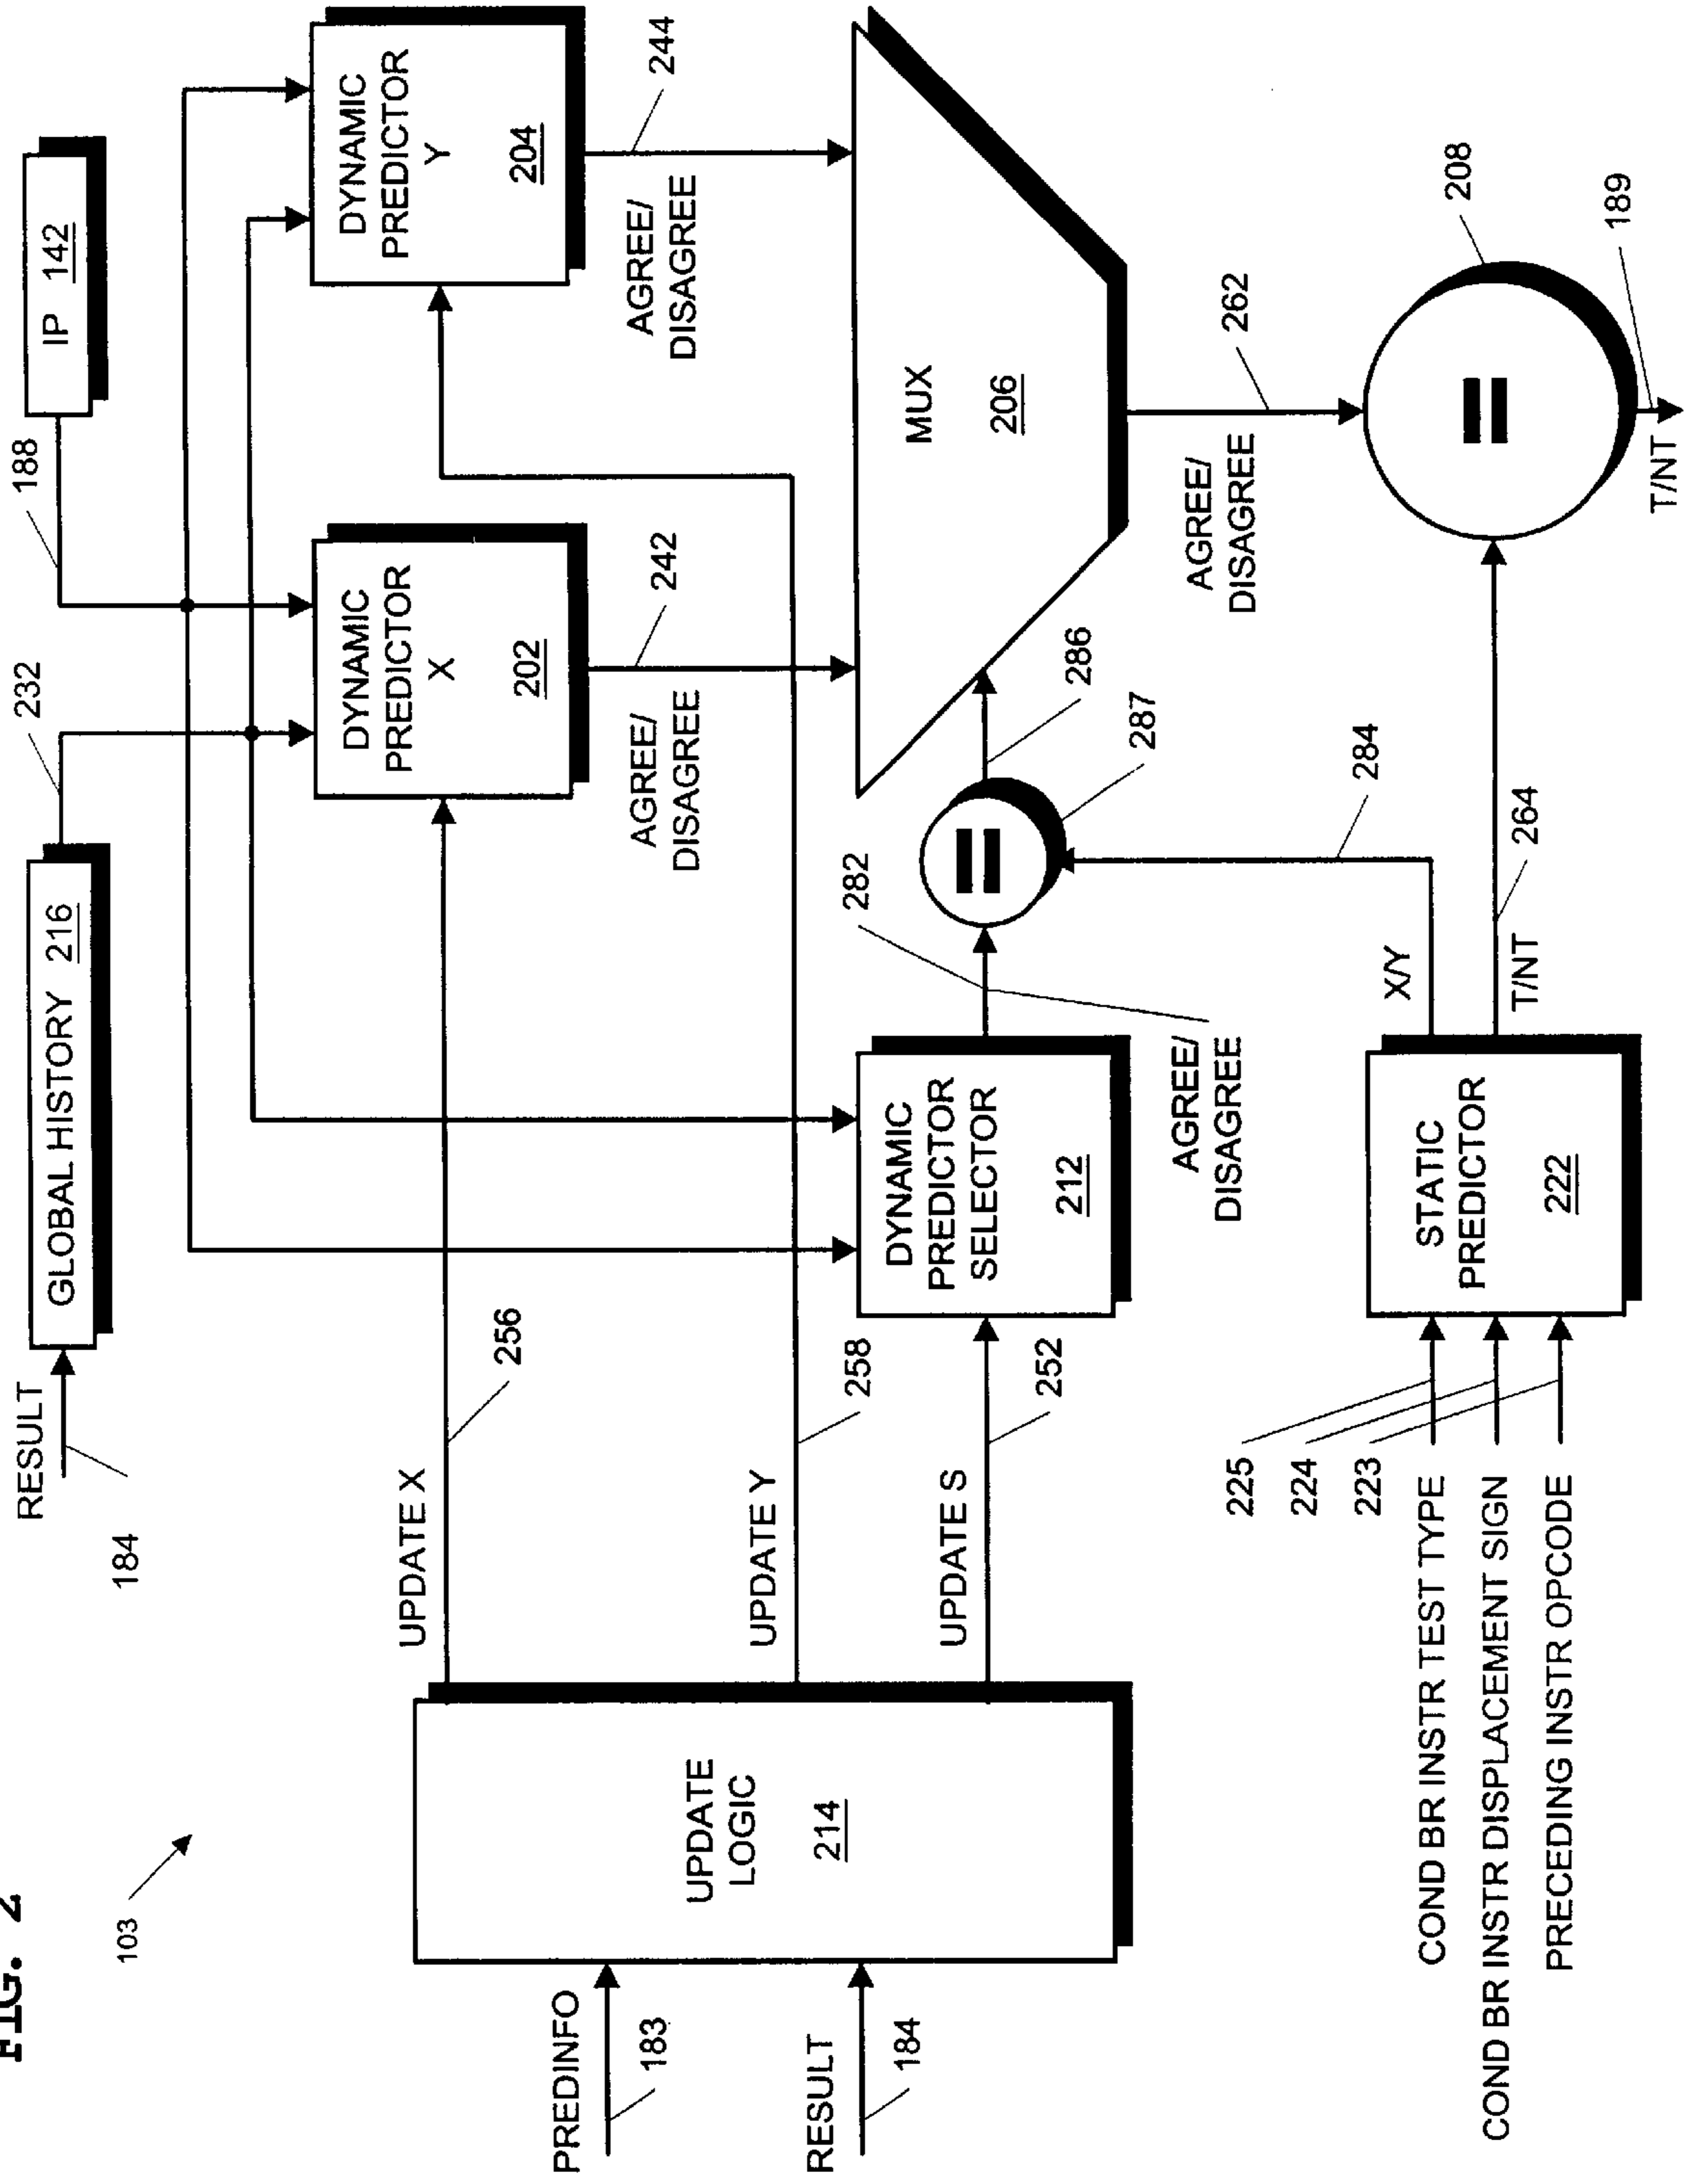 FIG. 2
103
RESULT
184
GLOBAL HISTORY 216
232
188
IP 142
DYNAMIC
PREDICTOR
X
202
DYNAMIC
PREDICTOR
Y
204
UPDATE X
256
242
AGREE/
DISAGREE
244
AGREE/
DISAGREE
PREDINFO
183
RESULT
184
UPDATE
LOGIC
214
UPDATE Y
258
UPDATE S
252
DYNAMIC
PREDICTOR
SELECTOR
212
282
AGREE/
DISAGREE
286
287
MUX
206
284
262
AGREE/
DISAGREE
208
225
224
223
COND BR INSTR TEST TYPE
COND BR INSTR DISPLACEMENT SIGN
PRECEDING INSTR OPCODE
STATIC
PREDICTOR
222
X/Y
T/NT
264
189
T/NT